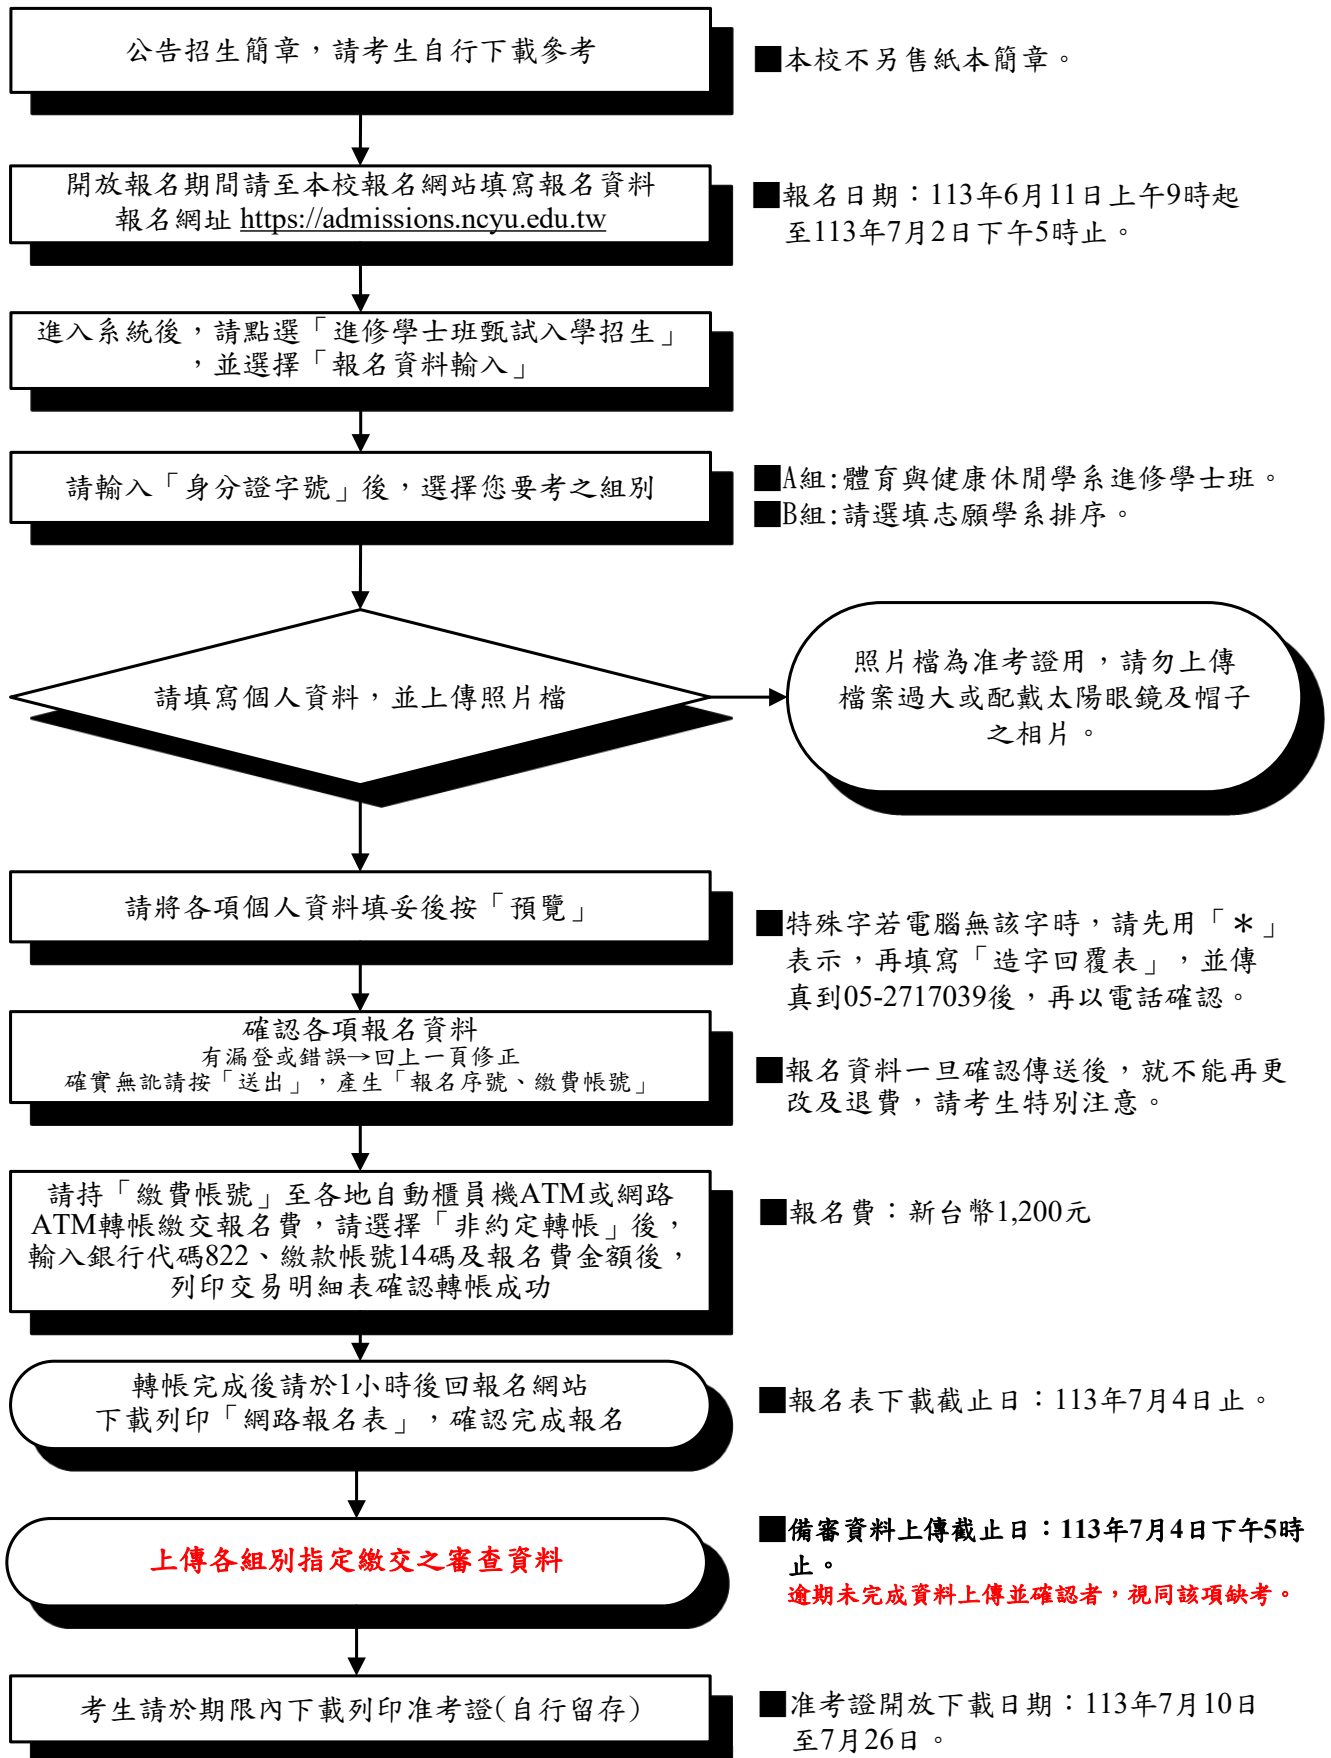 公告招生簡章，請考生自行下載參考
■本校不另售紙本簡章。
開放報名期間請至本校報名網站填寫報名資料
報名網址 https://admissions.ncyu.edu.tw
■報名日期：113年6月11日上午9時起
至113年7月2日下午5時止。
進入系統後，請點選「進修學士班甄試入學招生」
，並選擇「報名資料輸入」
請輸入「身分證字號」後，選擇您要考之組別
■A組:體育與健康休閒學系進修學士班。
■B組:請選填志願學系排序。
請填寫個人資料，並上傳照片檔
照片檔為准考證用，請勿上傳
檔案過大或配戴太陽眼鏡及帽子
之相片。
請將各項個人資料填妥後按「預覽」
■特殊字若電腦無該字時，請先用「＊」
表示，再填寫「造字回覆表」，並傳
真到05-2717039後，再以電話確認。
確認各項報名資料
有漏登或錯誤→回上一頁修正
確實無訛請按「送出」，產生「報名序號、繳費帳號」
■報名資料一旦確認傳送後，就不能再更
改及退費，請考生特別注意。
請持「繳費帳號」至各地自動櫃員機ATM或網路
ATM轉帳繳交報名費，請選擇「非約定轉帳」後，
輸入銀行代碼822、繳款帳號14碼及報名費金額後，
列印交易明細表確認轉帳成功
■報名費：新台幣1,200元
轉帳完成後請於1小時後回報名網站
下載列印「網路報名表」，確認完成報名
■報名表下載截止日：113年7月4日止。
上傳各組別指定繳交之審查資料
■備審資料上傳截止日：113年7月4日下午5時
止。
逾期未完成資料上傳並確認者，視同該項缺考。
考生請於期限內下載列印准考證(自行留存)
■准考證開放下載日期：113年7月10日
至7月26日。